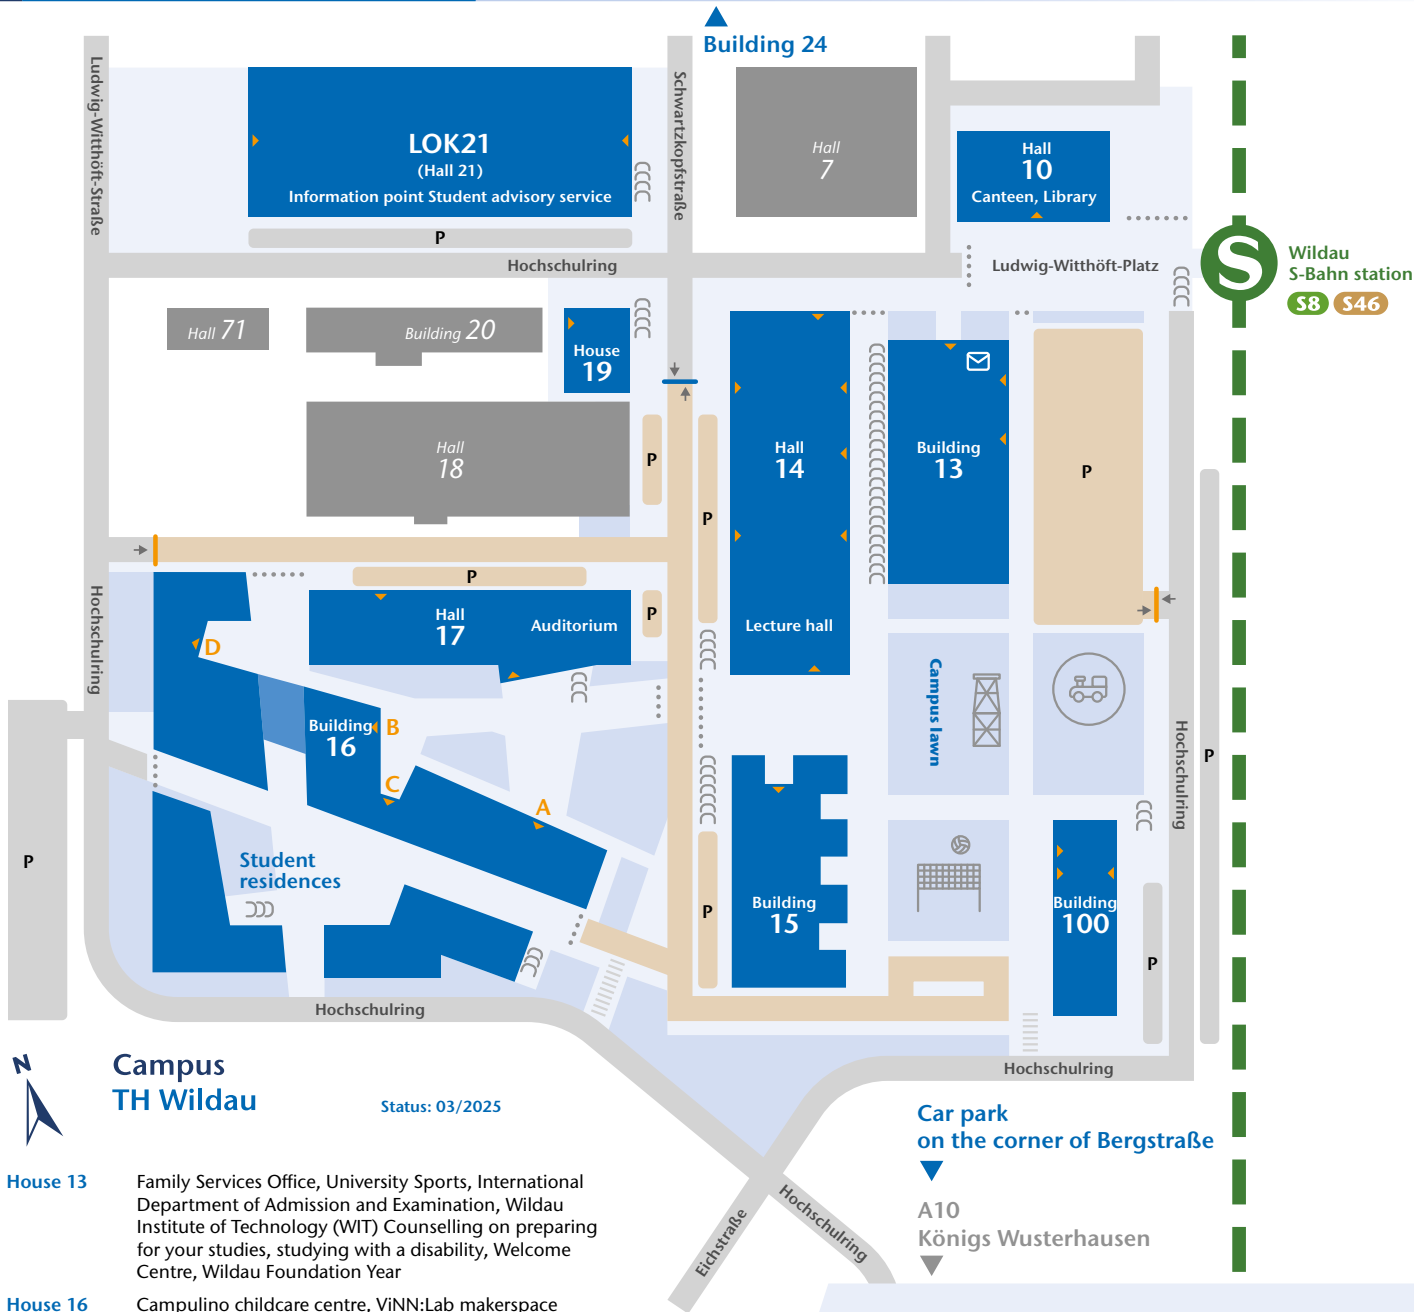 Building 24
Ludwig-Witthöft-Straße
Schwartzkopfstraße
LOK21
(Hall 21)
Information point Student advisory service
Hall
7
Hall
10
Canteen, Library
P
Hochschulring
Ludwig-Witthöft-Platz
S
Wildau
S-Bahn station
S8 S46
Hall 71
Building 20
House
19
Hall
18
P
P
Hall
14
Lecture hall
Building
13
P
P
Hall
17
Auditorium
P
Hochschulring
D
Building
16
B
C
A
Campus lawn
Hochschulring
P
P
Student
residences
Building
15
P
Building
100
P
Hochschulring
Hochschulring
N
Campus
TH Wildau
Status: 03/2025
Car park
on the corner of Bergstraße
A10
Königs Wusterhausen
Eichstraße
Hochschulring
House 13
Family Services Office, University Sports, International
Department of Admission and Examination, Wildau
Institute of Technology (WIT) Counselling on preparing
for your studies, studying with a disability, Welcome
Centre, Wildau Foundation Year
House 16
Campulino childcare centre, ViNN:Lab makerspace